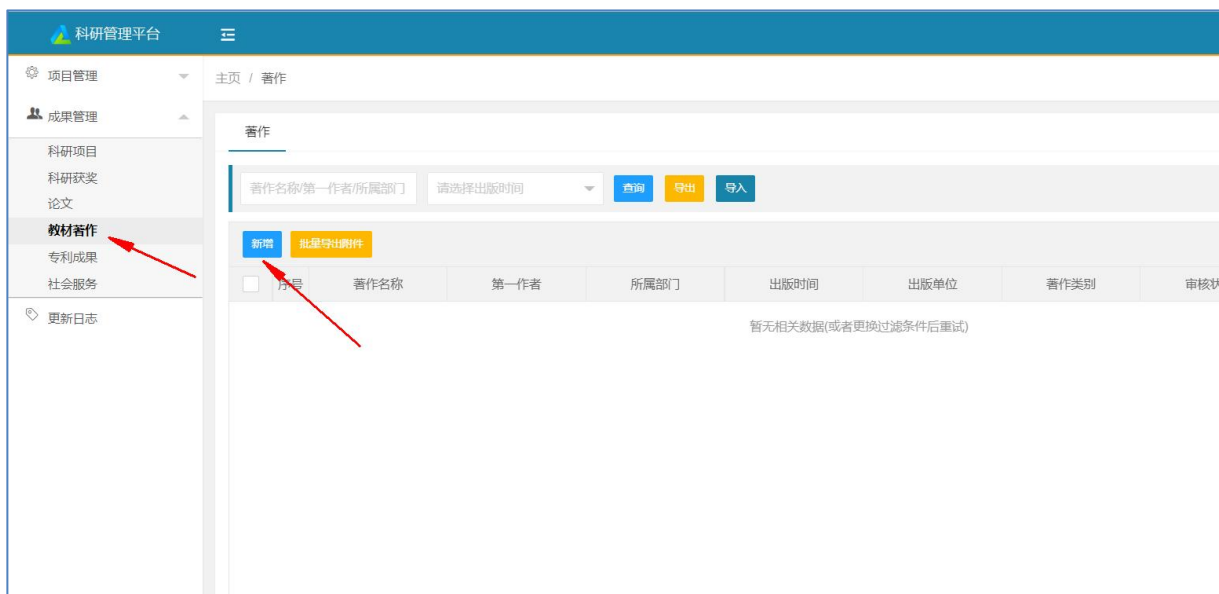 科研管理平台
项目管理
主页 / 著作
成果管理
科研项目
科研获奖
论文
教材著作
专利成果
社会服务
更新日志
著作
著作名称/第一作者/所属部门 请选择出版时间 查询 导出 导入
新增 批量导出附件
序号 著作名称 第一作者 所属部门 出版时间 出版单位 著作类别 审核状
暂无相关数据(或者更换过滤条件后重试)